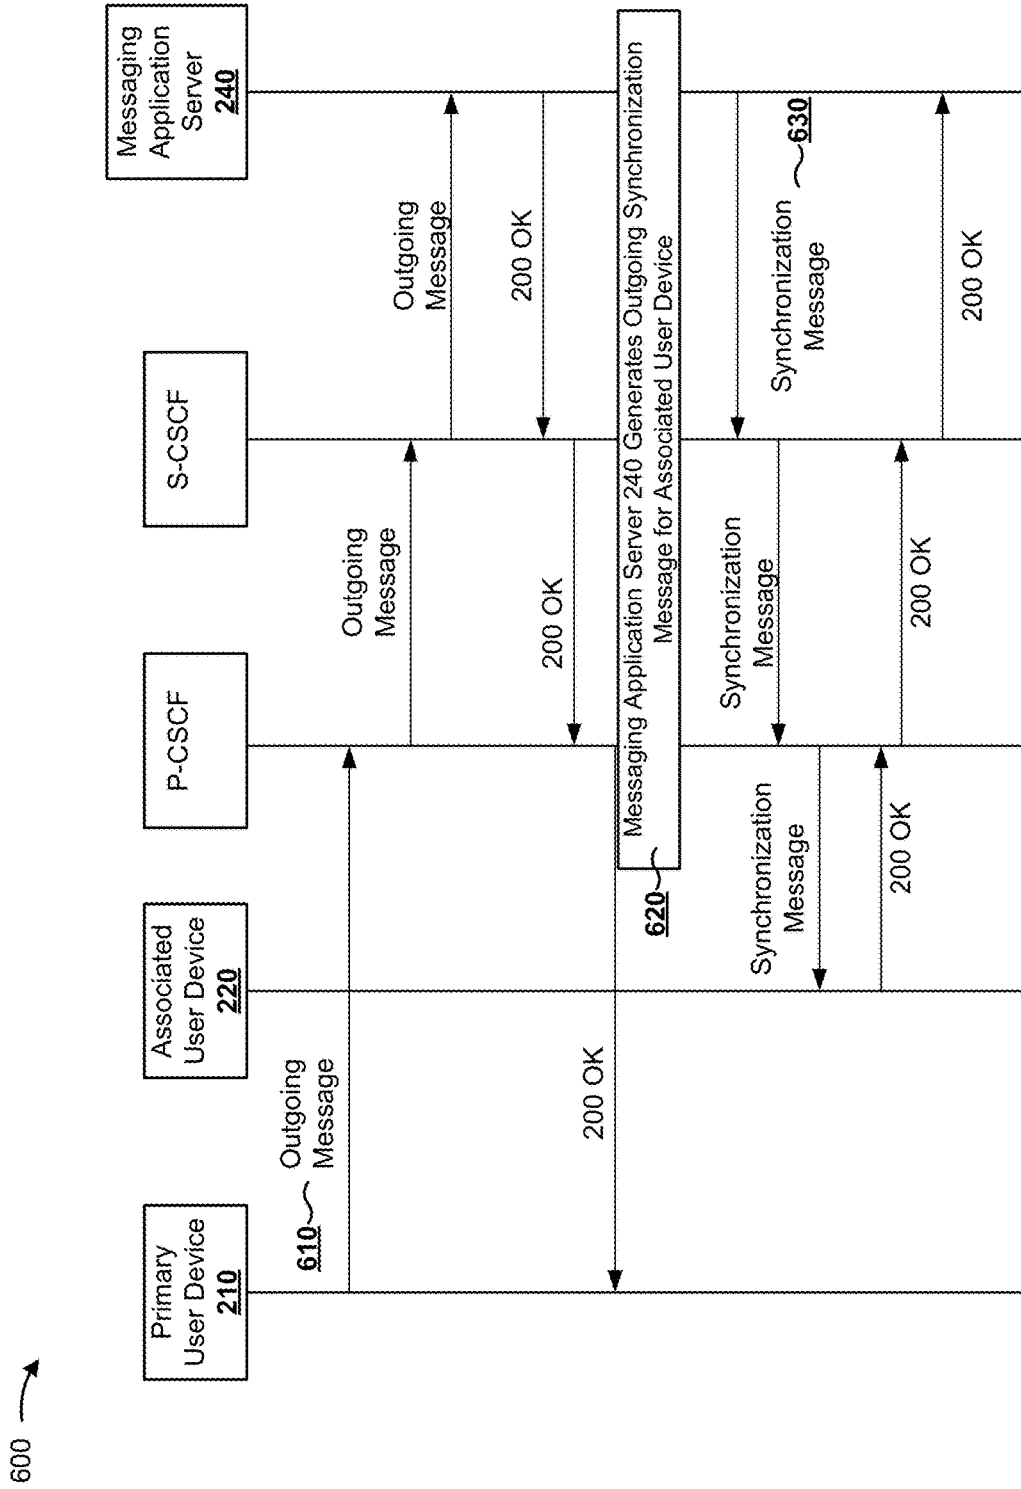 600
Primary
User Device
210
Associated
User Device
220
P-CSCF
S-CSCF
Messaging
Application
Server
240
610
Outgoing
Message
Outgoing
Message
Outgoing
Message
200 OK
200 OK
200 OK
Messaging Application Server 240 Generates Outgoing Synchronization
Message for Associated User Device
620
Synchronization
Message
630
Synchronization
Message
Synchronization
Message
200 OK
200 OK
200 OK